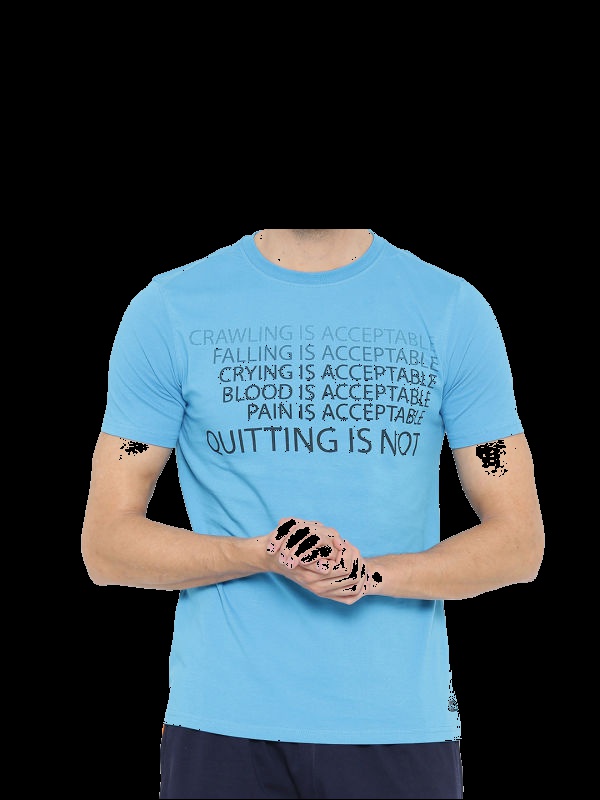 CRAWLING IS ACCEPTABLE
FALLING IS ACCEPTABLE
CRYING IS ACCEPTABLE
BLOOD IS ACCEPTABLE
PAIN IS ACCEPTABLE
QUITTING IS NOT